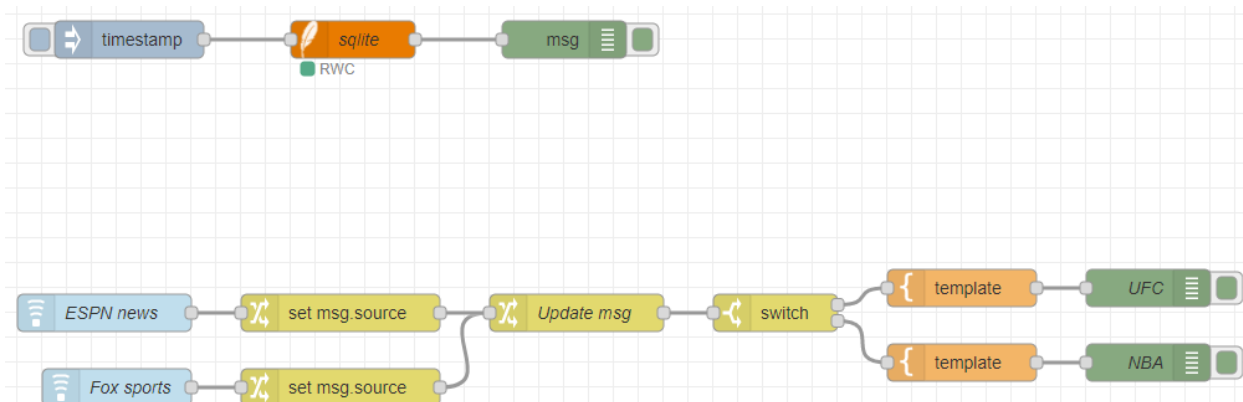 timestamp
sqlite
msg
RWC
ESPN news
set msg.source
Update msg
switch
template
UFC
template
NBA
Fox sports
set msg.source